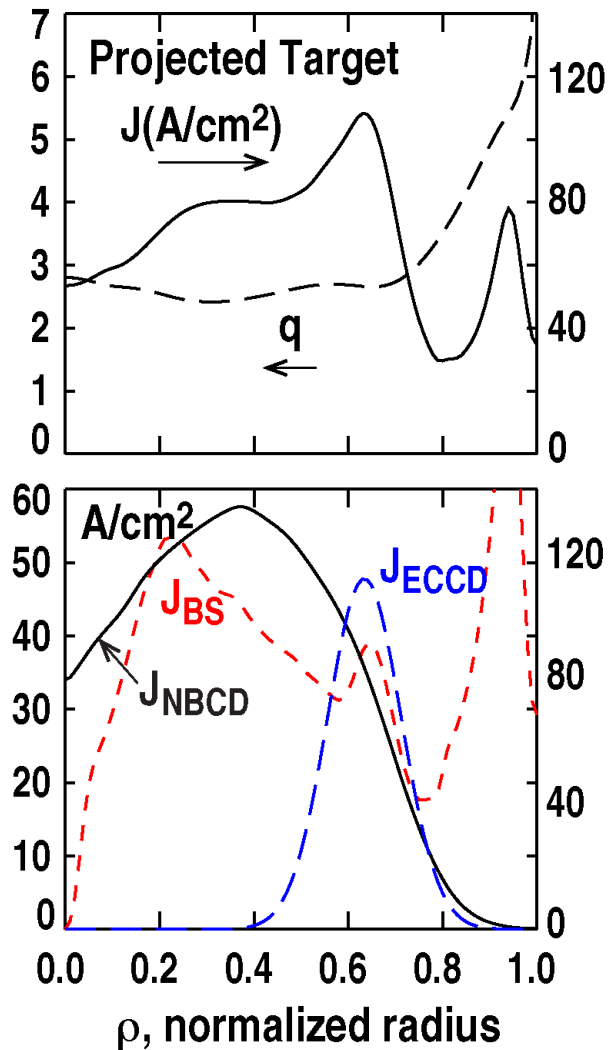 Projected Target
J(A/cm²)
q
7
6
5
4
3
2
1
0
120
80
40
0
A/cm²
J_BS
J_ECCD
J_NBCD
60
50
40
30
20
10
0
120
80
40
0
0.0 0.2 0.4 0.6 0.8 1.0
ρ, normalized radius